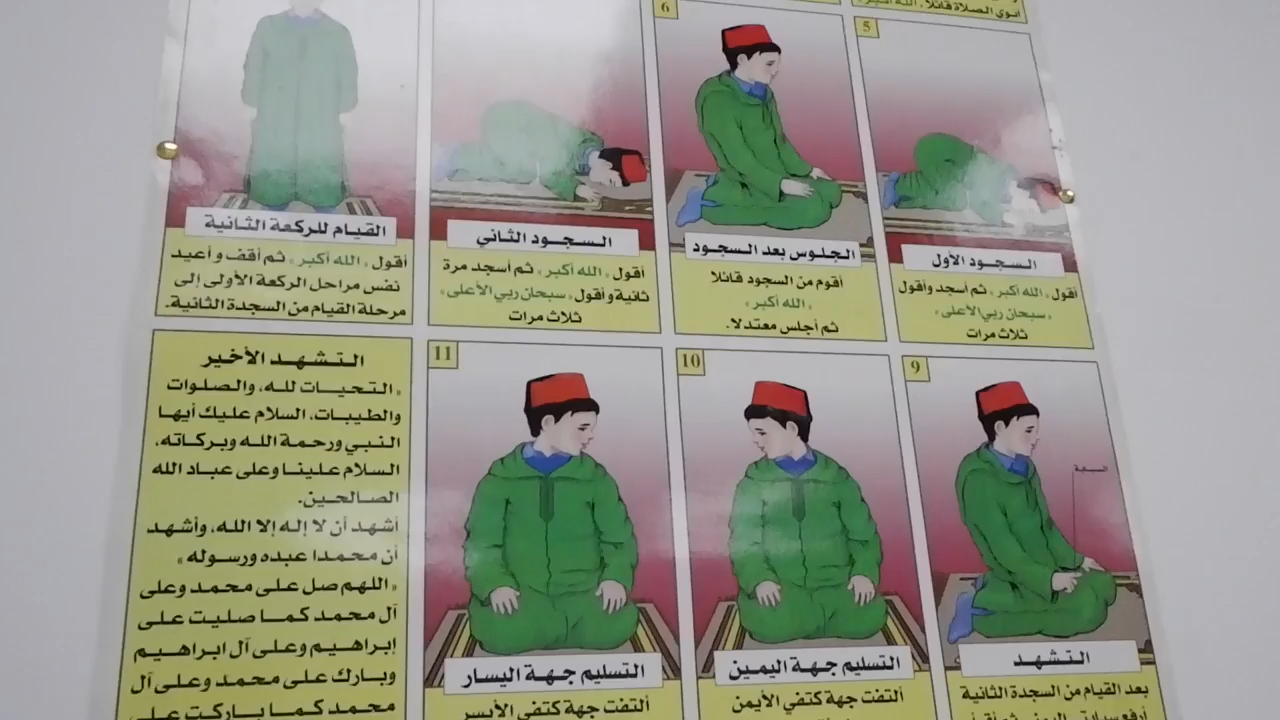 أنوي الصلاة قائلا، الله أكبر
5
السـجـود الأول
أقول « الله أكبر » ثم أسجد وأقول
« سبحان ربي الأعلى »
ثلاث مرات
6
الجلوس بعد السجود
أقوم من السجود قائلا
« الله أكبر »
ثم أجلس معتدلا.
السـجـود الثاني
أقول « الله أكبر » ثم أسجد مرة
ثانية وأقول « سبحان ربي الأعلى »
ثلاث مرات
القيام للركعة الثانية
أقول « الله أكبر » ثم أقف و أعيد
نفس مراحل الركعة الأولى إلى
مرحلة القيام من السجدة الثانية.
9
السبابة
التشهد
بعد القيام من السجدة الثانية
10
التسليم جهة اليمين
ألتفت جهة كتفي الأيمن
11
التسليم جهة اليسار
ألتفت جهة كتفي الأيسر
التشهد الأخير
« التحيات لله، والصلوات
والطيبات، السلام عليك أيها
النبي ورحمة الله وبركاته،
السلام علينا وعلى عباد الله
الصالحين.
أشهد أن لا إله إلا الله، وأشهد
أن محمدا عبده ورسوله »
« اللهم صل على محمد وعلى
آل محمد كما صليت على
إبراهيم وعلى آل ابراهيم
وبارك على محمد وعلى آل
محمد كما باركت على